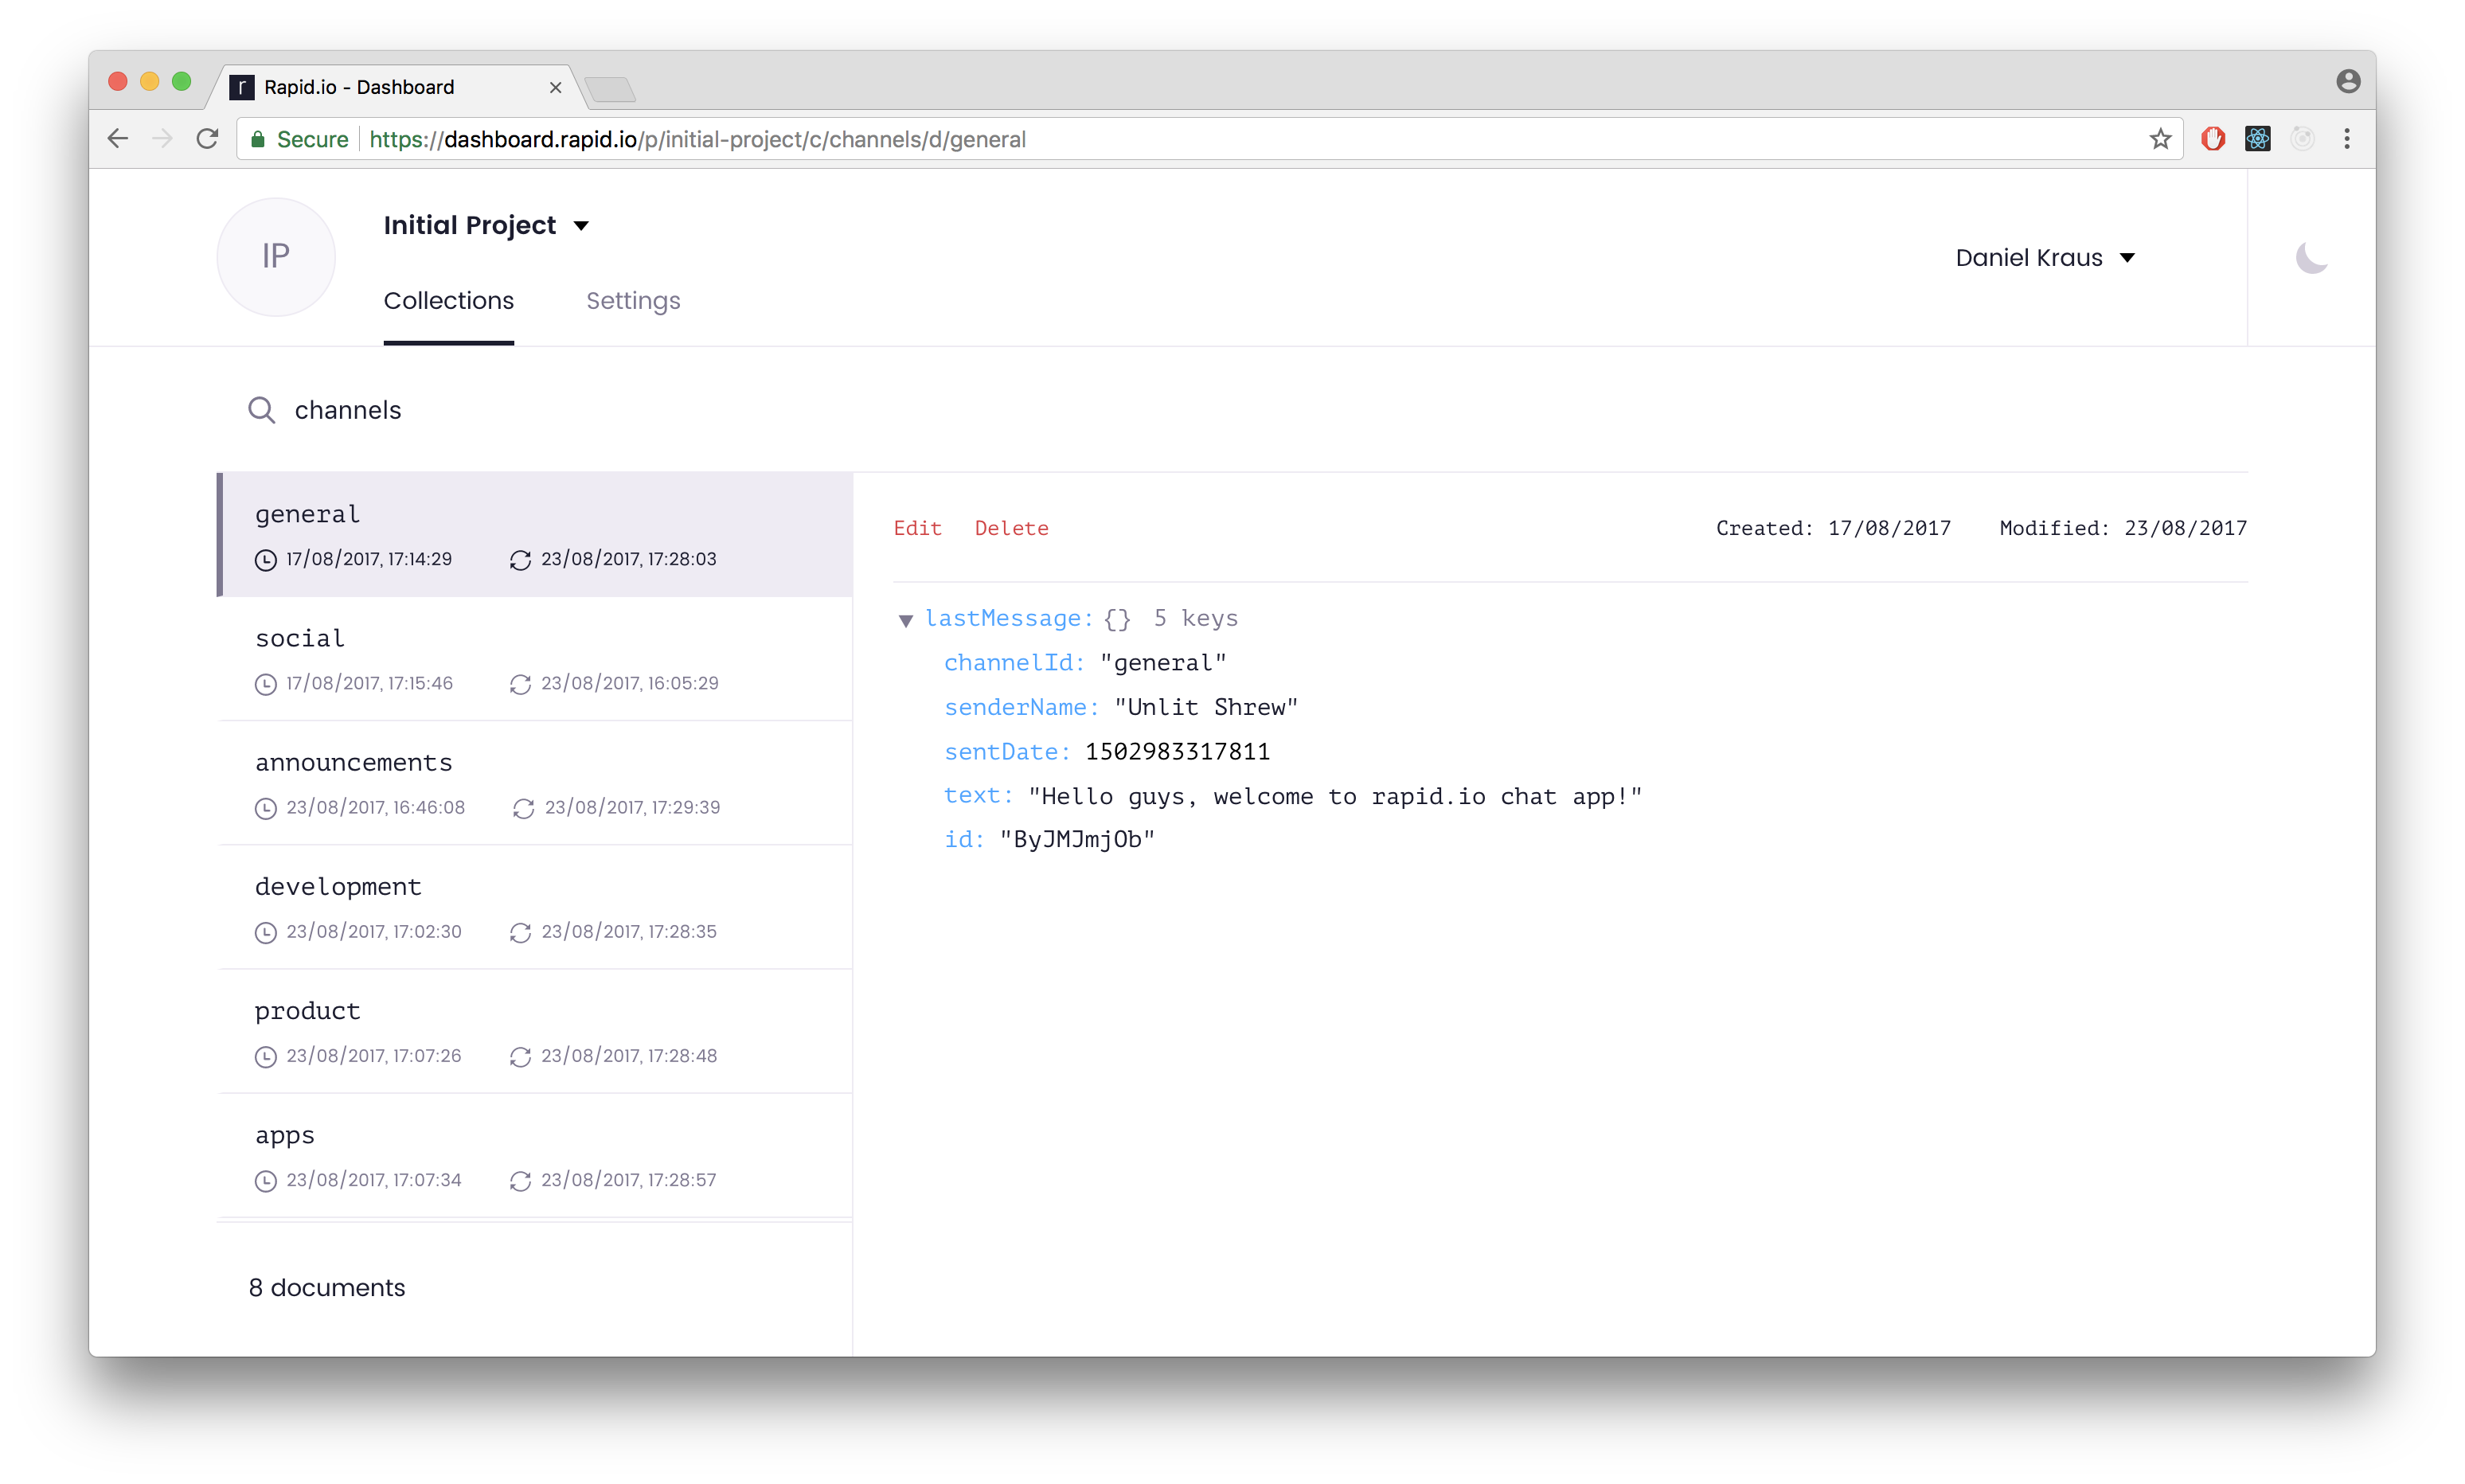 r Rapid.io - Dashboard
Secure https://dashboard.rapid.io/p/initial-project/c/channels/d/general
IP
Initial Project
Daniel Kraus
Collections Settings
channels
general
17/08/2017, 17:14:29 23/08/2017, 17:28:03
social
17/08/2017, 17:15:46 23/08/2017, 16:05:29
announcements
23/08/2017, 16:46:08 23/08/2017, 17:29:39
development
23/08/2017, 17:02:30 23/08/2017, 17:28:35
product
23/08/2017, 17:07:26 23/08/2017, 17:28:48
apps
23/08/2017, 17:07:34 23/08/2017, 17:28:57
8 documents
Edit Delete Created: 17/08/2017 Modified: 23/08/2017
lastMessage: {} 5 keys
channelId: "general"
senderName: "Unlit Shrew"
sentDate: 1502983317811
text: "Hello guys, welcome to rapid.io chat app!"
id: "ByJMJmjOb"